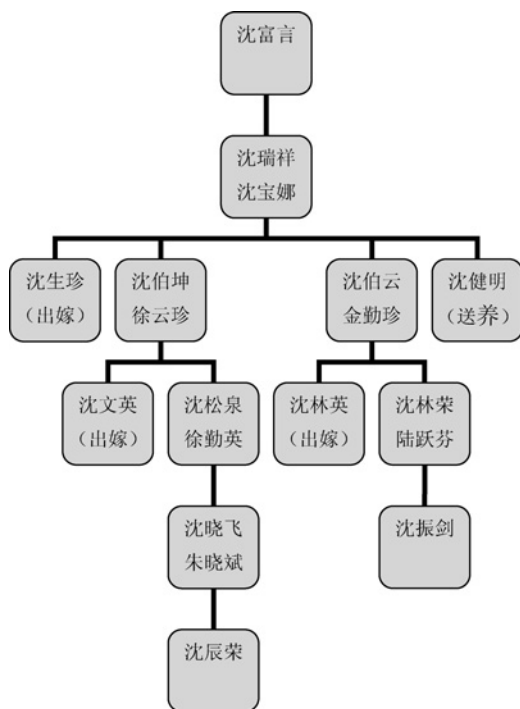 沈富言
沈瑞祥
沈宝娜
沈生珍
（出嫁）
沈伯坤
徐云珍
沈伯云
金勤珍
沈健明
（送养）
沈文英
（出嫁）
沈松泉
徐勤英
沈林英
（出嫁）
沈林荣
陆跃芬
沈晓飞
朱晓斌
沈振剑
沈辰荣